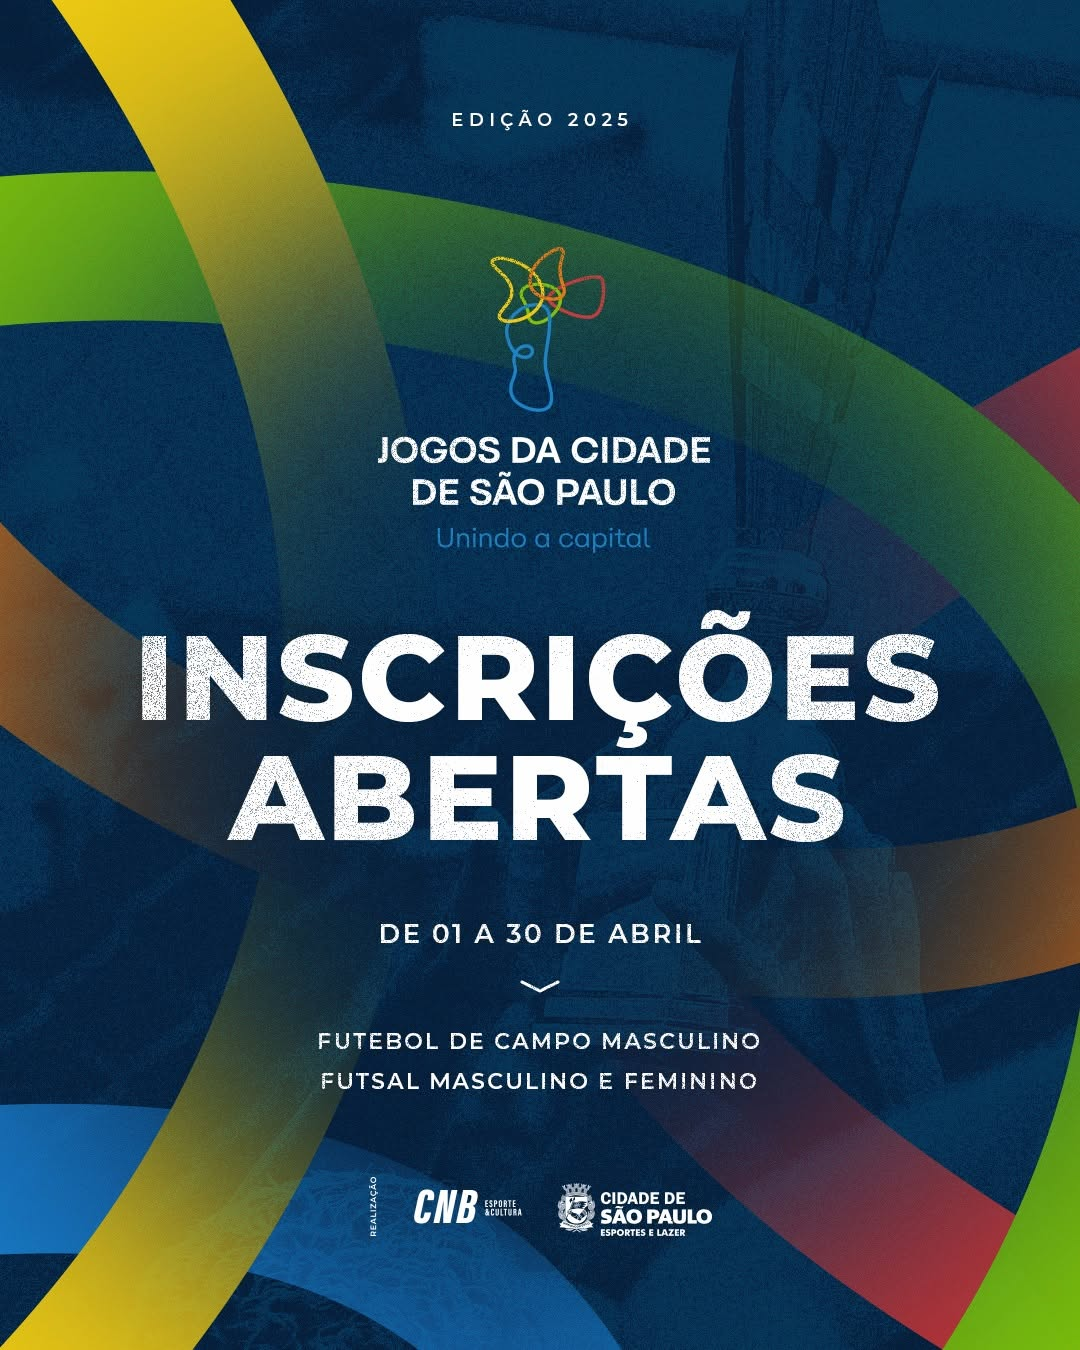 EDIÇÃO 2025
JOGOS DA CIDADE
DE SÃO PAULO
Unindo a capital
INSCRIÇÕES
ABERTAS
DE 01 A 30 DE ABRIL
FUTEBOL DE CAMPO MASCULINO
FUTSAL MASCULINO E FEMININO
REALIZAÇÃO
CNB ESPORTE
&CULTURA
CIDADE DE
SÃO PAULO
ESPORTES E LAZER